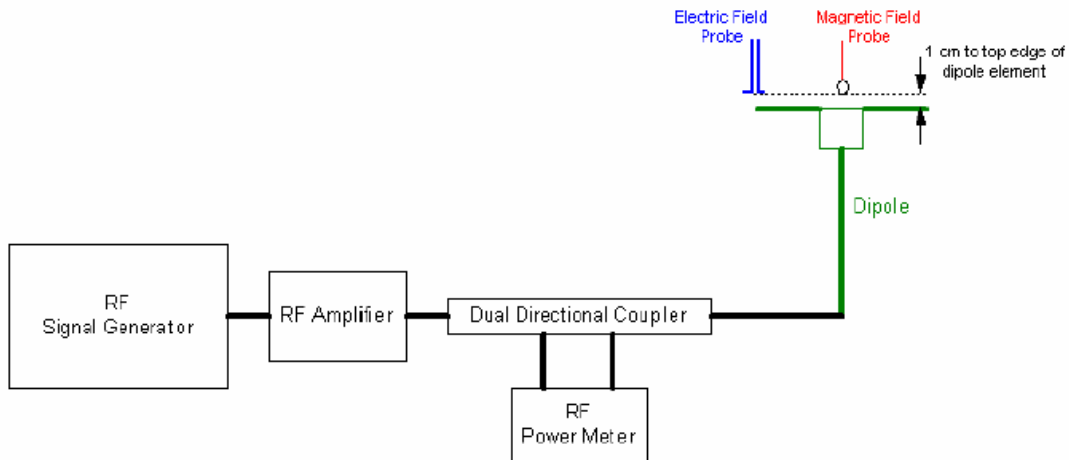 Electric Field
Probe
Magnetic Field
Probe
1 cm to top edge of
dipole element
Dipole
RF
Signal Generator
RF Amplifier
Dual Directional Coupler
RF
Power Meter